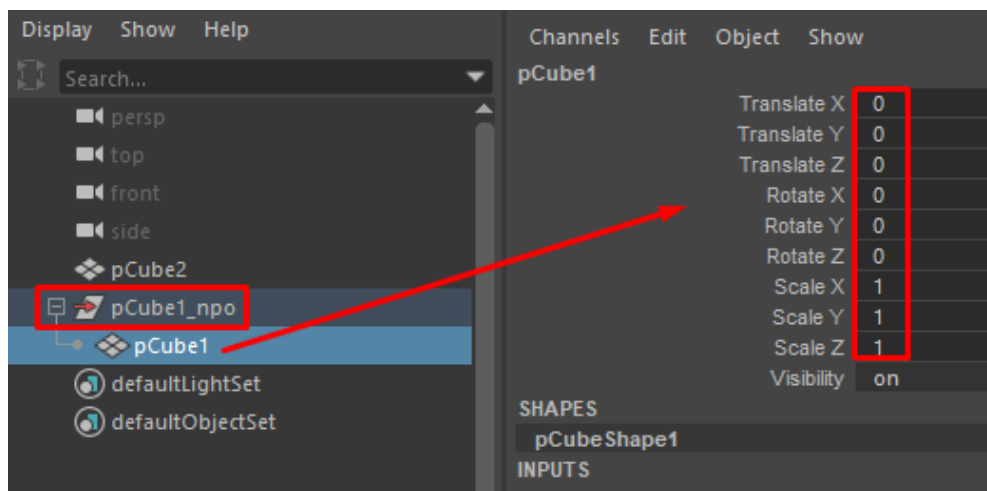 Display Show Help
Search...
persp
top
front
side
pCube2
pCube1_npo
pCube1
defaultLightSet
defaultObjectSet
Channels Edit Object Show
pCube1
Translate X 0
Translate Y 0
Translate Z 0
Rotate X 0
Rotate Y 0
Rotate Z 0
Scale X 1
Scale Y 1
Scale Z 1
Visibility on
SHAPES
pCubeShape1
INPUTS